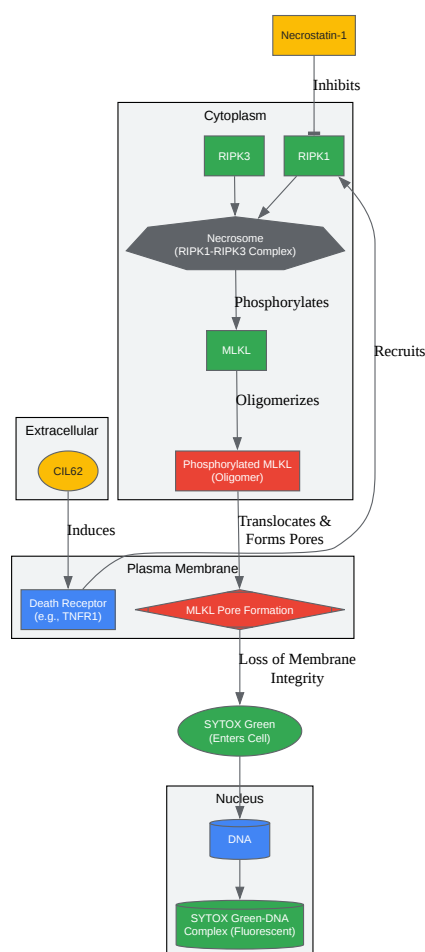 Necrostatin-1
Inhibits
Cytoplasm
RIPK3
RIPK1
Necrosome
(RIPK1-RIPK3 Complex)
Phosphorylates
MLKL
Recruits
Oligomerizes
Extracellular
CIL62
Phosphorylated MLKL
(Oligomer)
Induces
Translocates &
Forms Pores
Plasma Membrane
Death Receptor
(e.g., TNFR1)
MLKL Pore Formation
Loss of Membrane
Integrity
SYTOX Green
(Enters Cell)
Nucleus
DNA
SYTOX Green-DNA
Complex (Fluorescent)